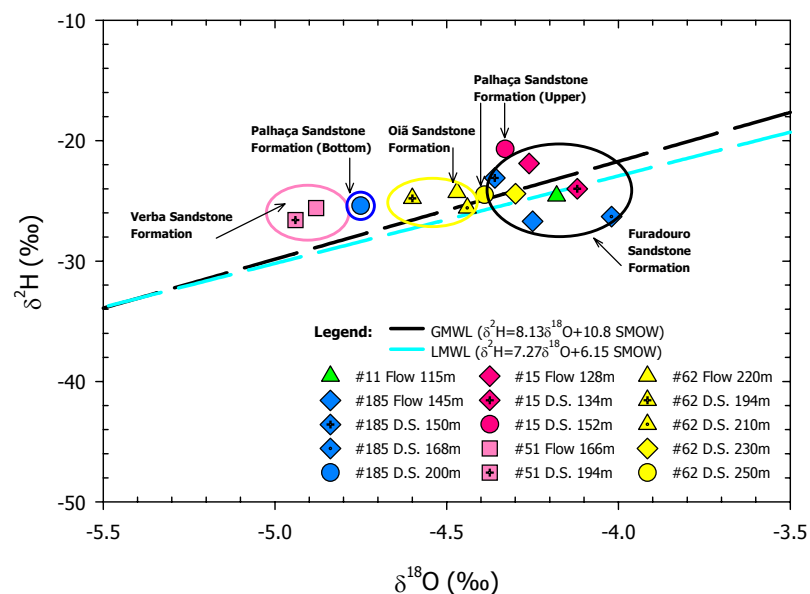 -10
-20
-30
-40
-50
δ²H (‰)
Palhaça Sandstone
Formation (Upper)
Palhaça Sandstone
Formation (Bottom)
Oiã Sandstone
Formation
Verba Sandstone
Formation
Furadouro
Sandstone
Formation
Legend:
GMWL (δ²H=8.13δ¹⁸O+10.8 SMOW)
LMWL (δ²H=7.27δ¹⁸O+6.15 SMOW)
#11 Flow 115m
#185 Flow 145m
#185 D.S. 150m
#185 D.S. 168m
#185 D.S. 200m
#15 Flow 128m
#15 D.S. 134m
#15 D.S. 152m
#51 Flow 166m
#51 D.S. 194m
#62 Flow 220m
#62 D.S. 194m
#62 D.S. 210m
#62 D.S. 230m
#62 D.S. 250m
-5.5 -5.0 -4.5 -4.0 -3.5
δ¹⁸O (‰)